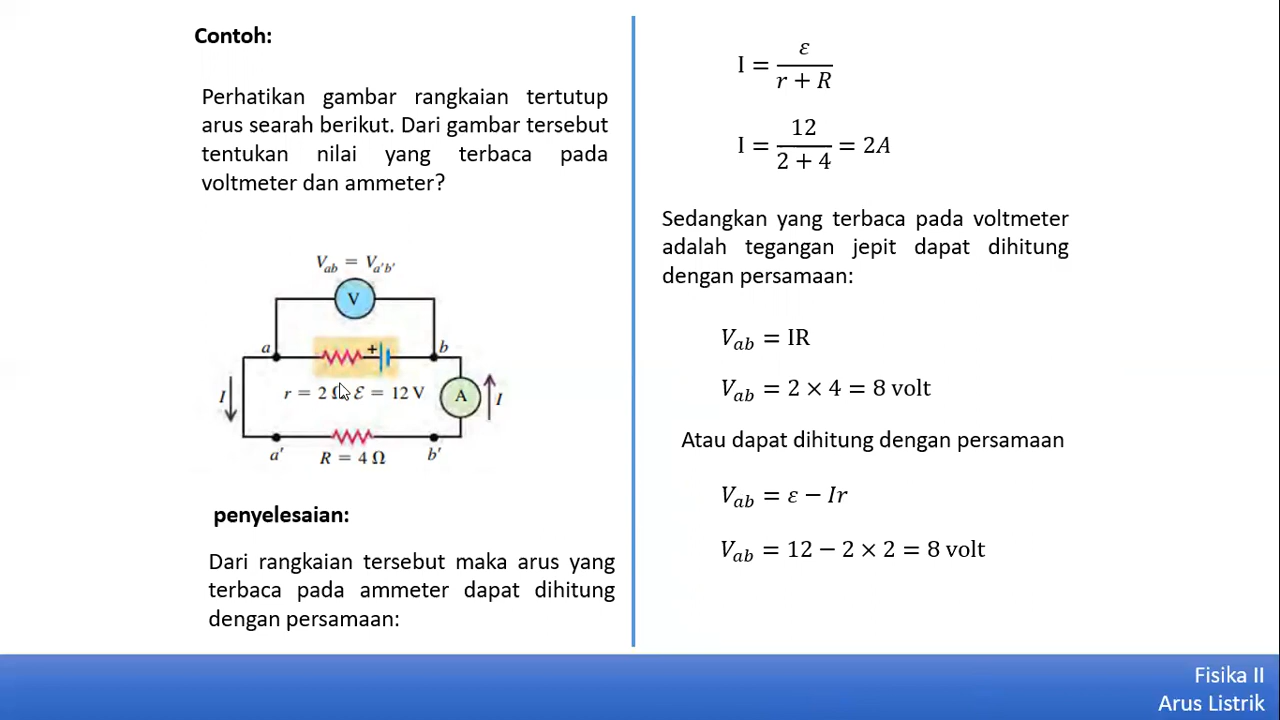 Contoh:
Perhatikan gambar rangkaian tertutup
arus searah berikut. Dari gambar tersebut
tentukan nilai yang terbaca pada
voltmeter dan ammeter?
V_ab = V_a'b'
V
a
+
b
r = 2 Ω ℰ = 12 V
I
A
I
a'
R = 4 Ω
b'
penyelesaian:
Dari rangkaian tersebut maka arus yang
terbaca pada ammeter dapat dihitung
dengan persamaan:
I = ε / (r + R)
I = 12 / (2 + 4) = 2A
Sedangkan yang terbaca pada voltmeter
adalah tegangan jepit dapat dihitung
dengan persamaan:
V_ab = IR
V_ab = 2 × 4 = 8 volt
Atau dapat dihitung dengan persamaan
V_ab = ε − Ir
V_ab = 12 − 2 × 2 = 8 volt
Fisika II
Arus Listrik